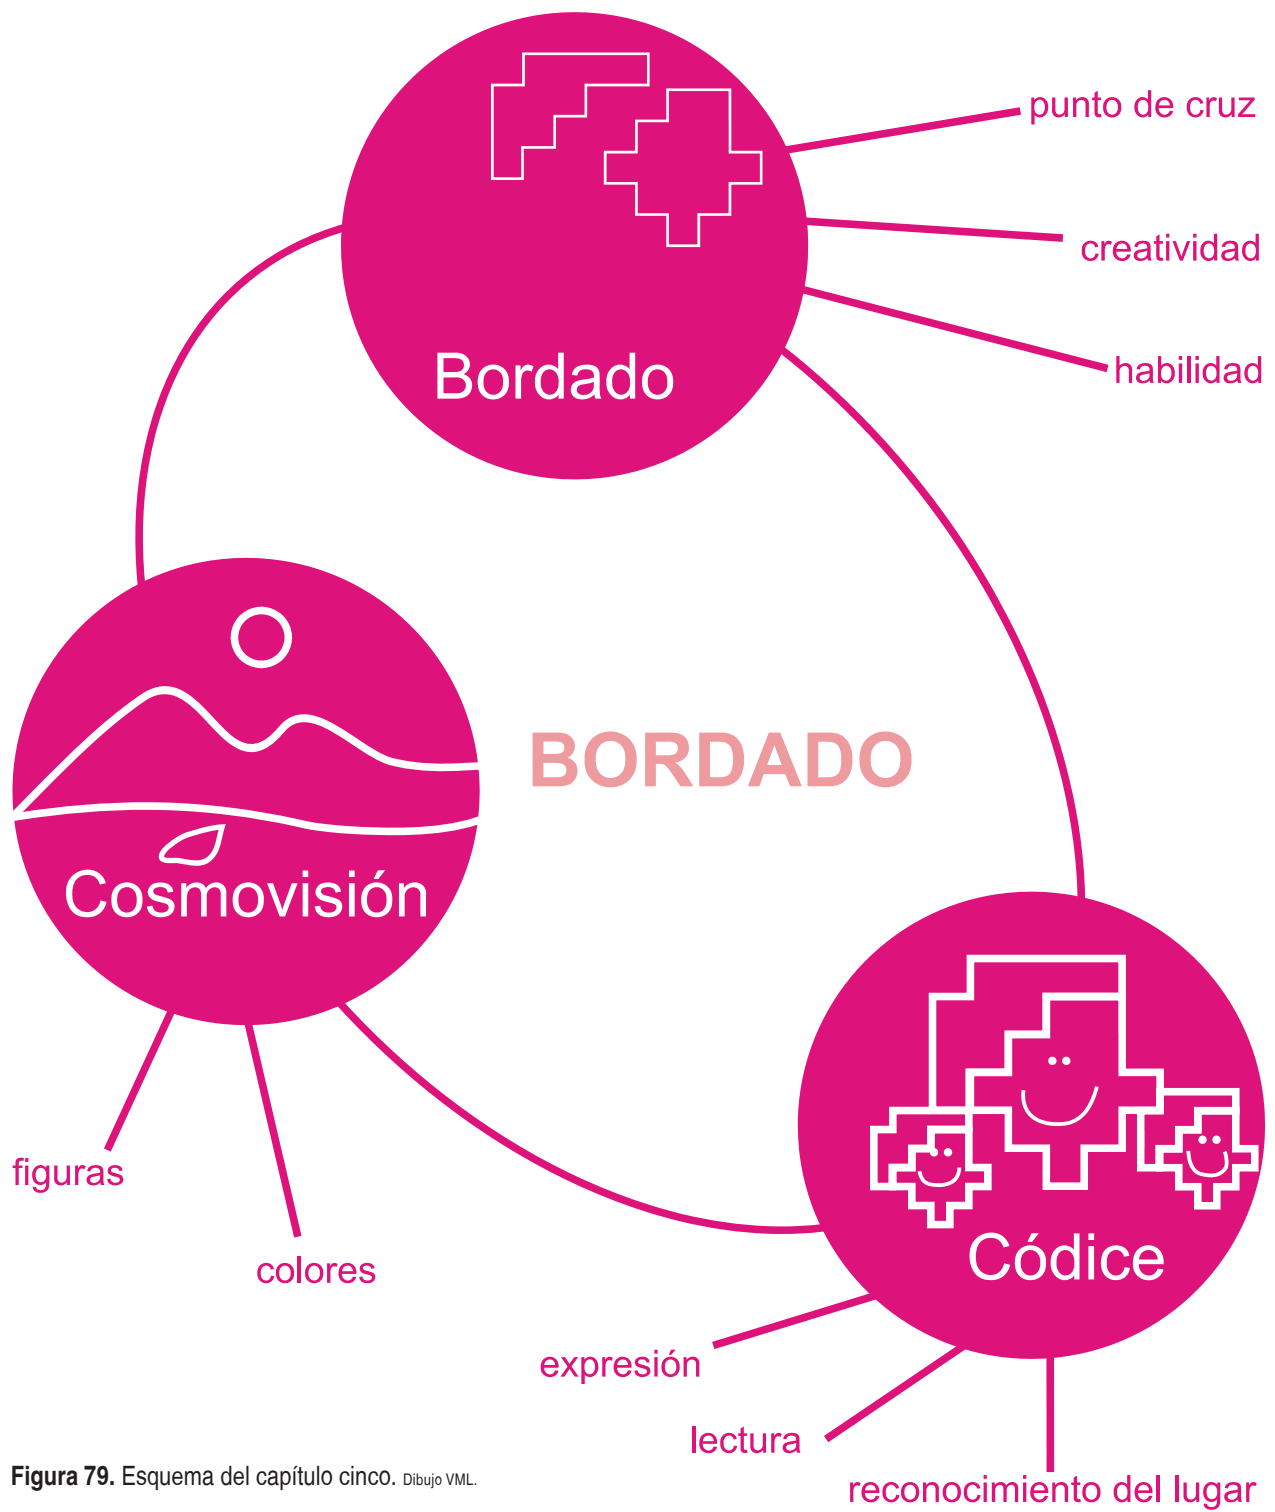 punto de cruz
creatividad
habilidad
Bordado
BORDADO
Cosmovisión
figuras
colores
Códice
expresión
lectura
reconocimiento del lugar
Figura 79. Esquema del capítulo cinco. Dibujo VML.